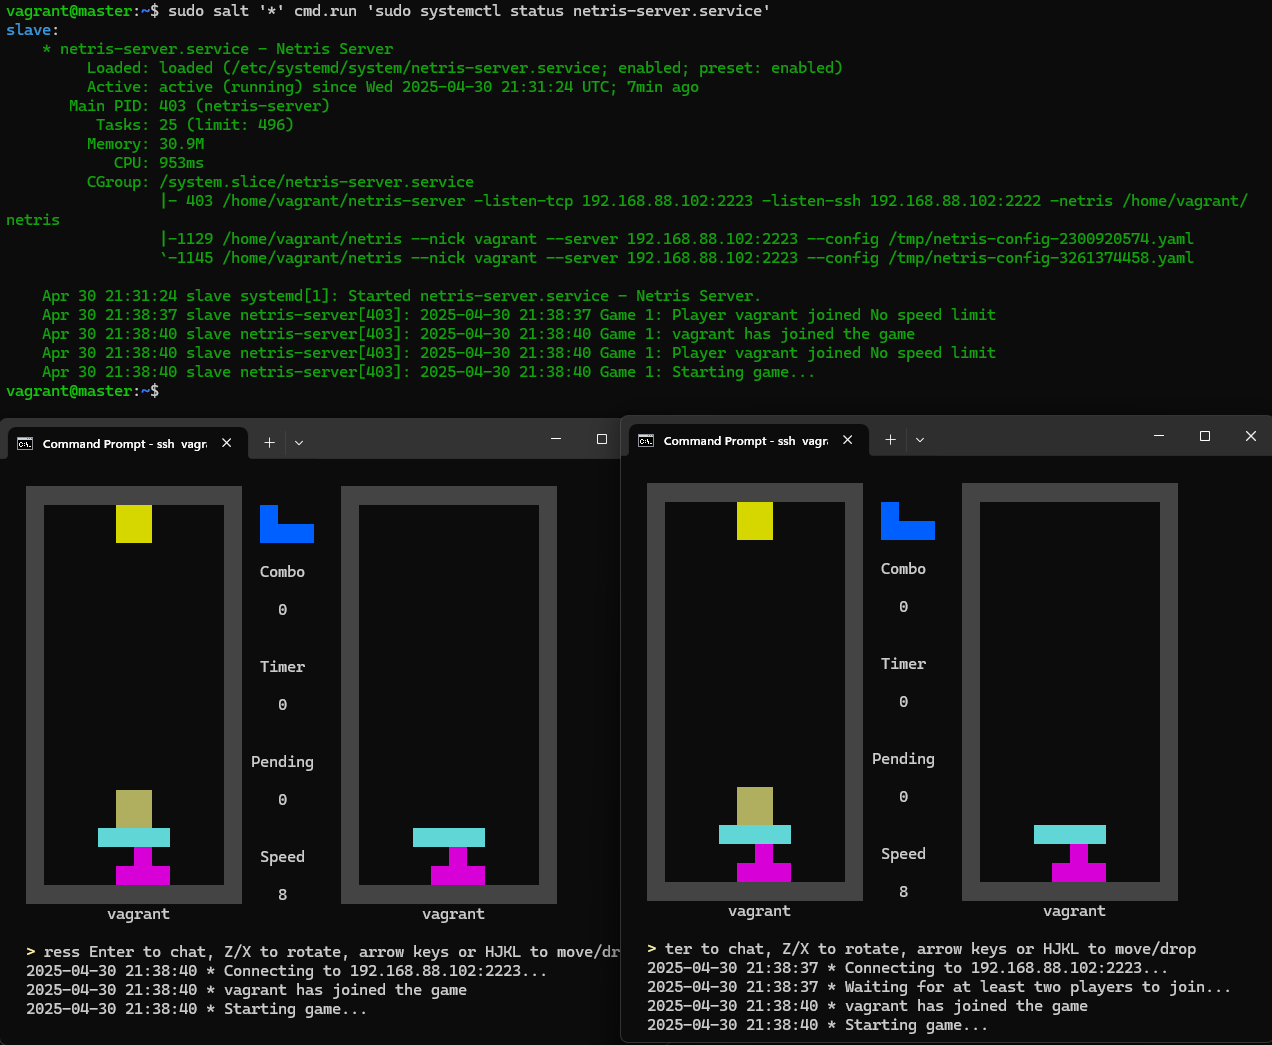 vagrant@master:~$ sudo salt '*' cmd.run 'sudo systemctl status netris-server.service'
slave:
* netris-server.service - Netris Server
Loaded: loaded (/etc/systemd/system/netris-server.service; enabled; preset: enabled)
Active: active (running) since Wed 2025-04-30 21:31:24 UTC; 7min ago
Main PID: 403 (netris-server)
Tasks: 25 (limit: 496)
Memory: 30.9M
CPU: 953ms
CGroup: /system.slice/netris-server.service
|- 403 /home/vagrant/netris-server -listen-tcp 192.168.88.102:2223 -listen-ssh 192.168.88.102:2222 -netris /home/vagrant/
netris
|-1129 /home/vagrant/netris --nick vagrant --server 192.168.88.102:2223 --config /tmp/netris-config-2300920574.yaml
`-1145 /home/vagrant/netris --nick vagrant --server 192.168.88.102:2223 --config /tmp/netris-config-3261374458.yaml
Apr 30 21:31:24 slave systemd[1]: Started netris-server.service - Netris Server.
Apr 30 21:38:37 slave netris-server[403]: 2025-04-30 21:38:37 Game 1: Player vagrant joined No speed limit
Apr 30 21:38:40 slave netris-server[403]: 2025-04-30 21:38:40 Game 1: vagrant has joined the game
Apr 30 21:38:40 slave netris-server[403]: 2025-04-30 21:38:40 Game 1: Player vagrant joined No speed limit
Apr 30 21:38:40 slave netris-server[403]: 2025-04-30 21:38:40 Game 1: Starting game...
vagrant@master:~$
Command Prompt - ssh vagr
Combo
0
Timer
0
Pending
0
Speed
8
vagrant
vagrant
> ress Enter to chat, Z/X to rotate, arrow keys or HJKL to move/dr
2025-04-30 21:38:40 * Connecting to 192.168.88.102:2223...
2025-04-30 21:38:40 * vagrant has joined the game
2025-04-30 21:38:40 * Starting game...
Command Prompt - ssh vagra
Combo
0
Timer
0
Pending
0
Speed
8
vagrant
vagrant
> ter to chat, Z/X to rotate, arrow keys or HJKL to move/drop
2025-04-30 21:38:37 * Connecting to 192.168.88.102:2223...
2025-04-30 21:38:37 * Waiting for at least two players to join...
2025-04-30 21:38:40 * vagrant has joined the game
2025-04-30 21:38:40 * Starting game...